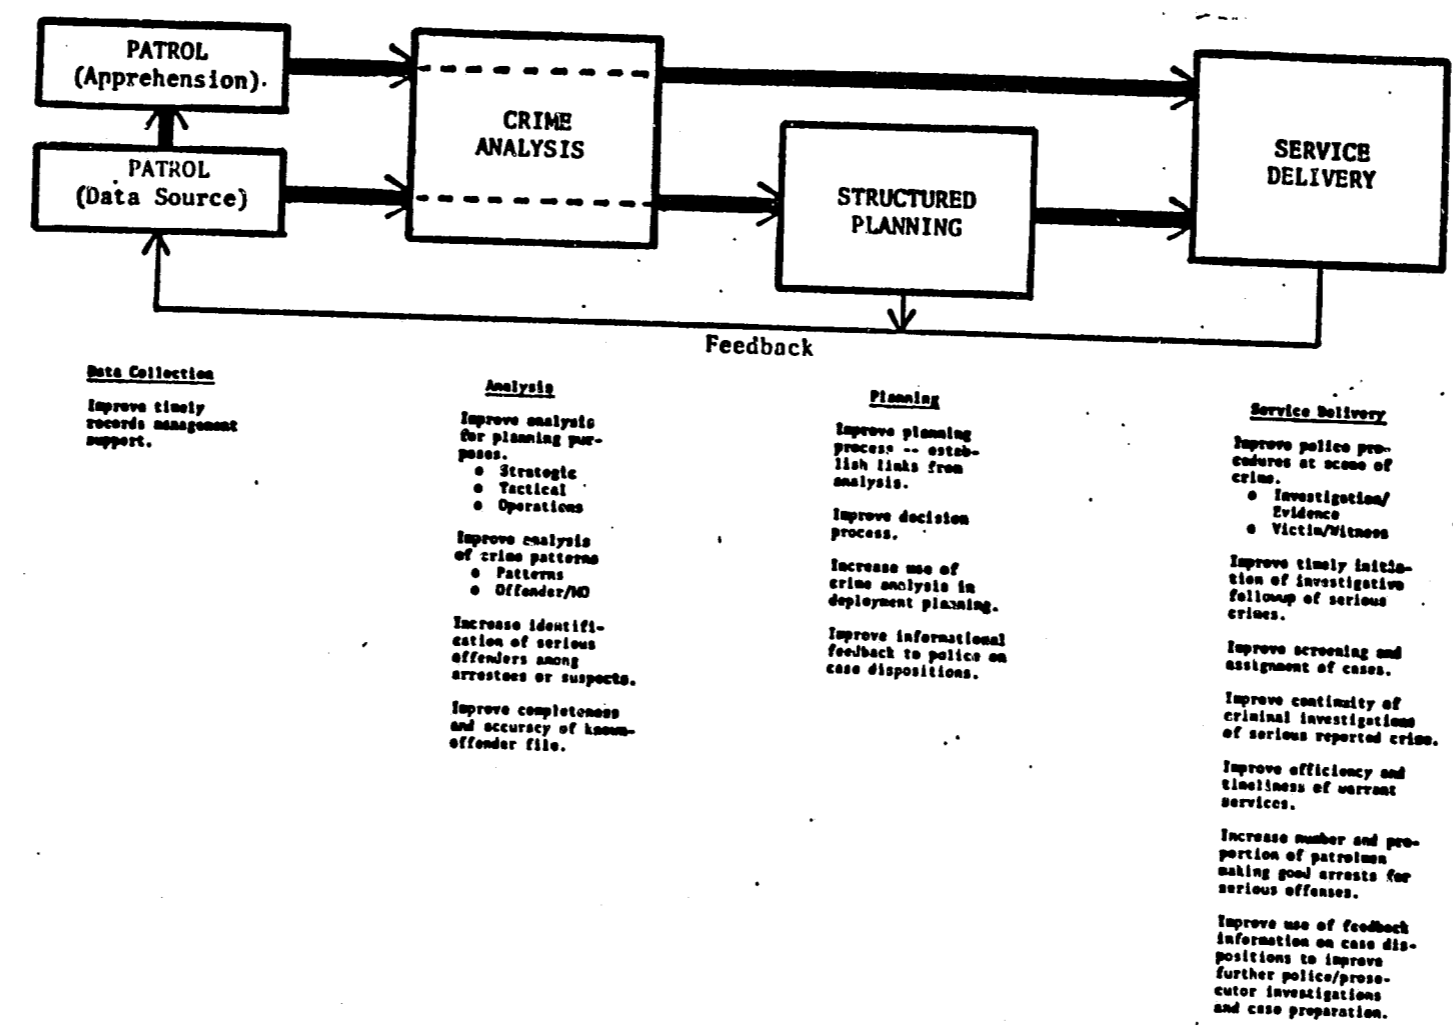 PATROL
(Apprehension).
PATROL
(Data Source)
CRIME
ANALYSIS
STRUCTURED
PLANNING
SERVICE
DELIVERY
Feedback
Data Collection
Improve timely
records management
support.
Analysis
Improve analysis
for planning pur-
poses.
● Strategic
● Tactical
● Operations
Improve analysis
of crime patterns
● Patterns
● Offender/MO
Increase identifi-
cation of serious
offenders among
arrestees or suspects.
Improve completeness
and accuracy of known-
offender file.
Planning
Improve planning
process -- estab-
lish links from
analysis.
Improve decision
process.
Increase use of
crime analysis in
deployment planning.
Improve informational
feedback to police on
case dispositions.
Service Delivery
Improve police pro-
cedures at scene of
crime.
● Investigation/
Evidence
● Victim/Witness
Improve timely initia-
tion of investigative
followup of serious
crimes.
Improve screening and
assignment of cases.
Improve continuity of
criminal investigations
of serious reported crime.
Improve efficiency and
timeliness of warrant
services.
Increase number and pro-
portion of patrolmen
making good arrests for
serious offenses.
Improve use of feedback
information on case dis-
positions to improve
further police/prose-
cutor investigations
and case preparation.